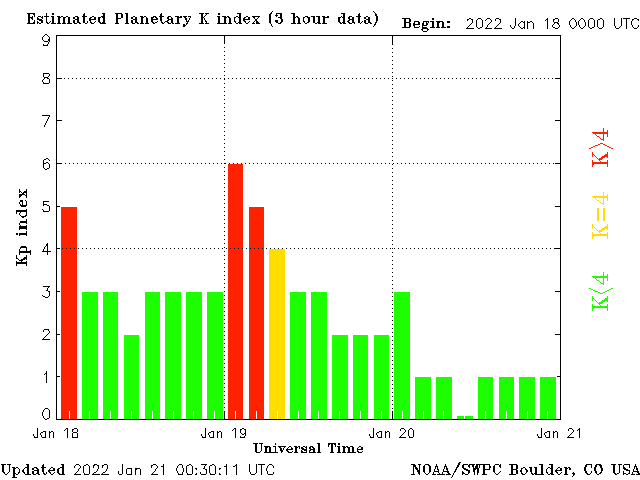 Estimated Planetary K index (3 hour data) Begin: 2022 Jan 18 0000 UTC
9
8
7
6
5
4
3
2
1
0
Kp index
K>4
K=4
K<4
Jan 18 Jan 19 Jan 20 Jan 21
Universal Time
Updated 2022 Jan 21 00:30:11 UTC NOAA/SWPC Boulder, CO USA